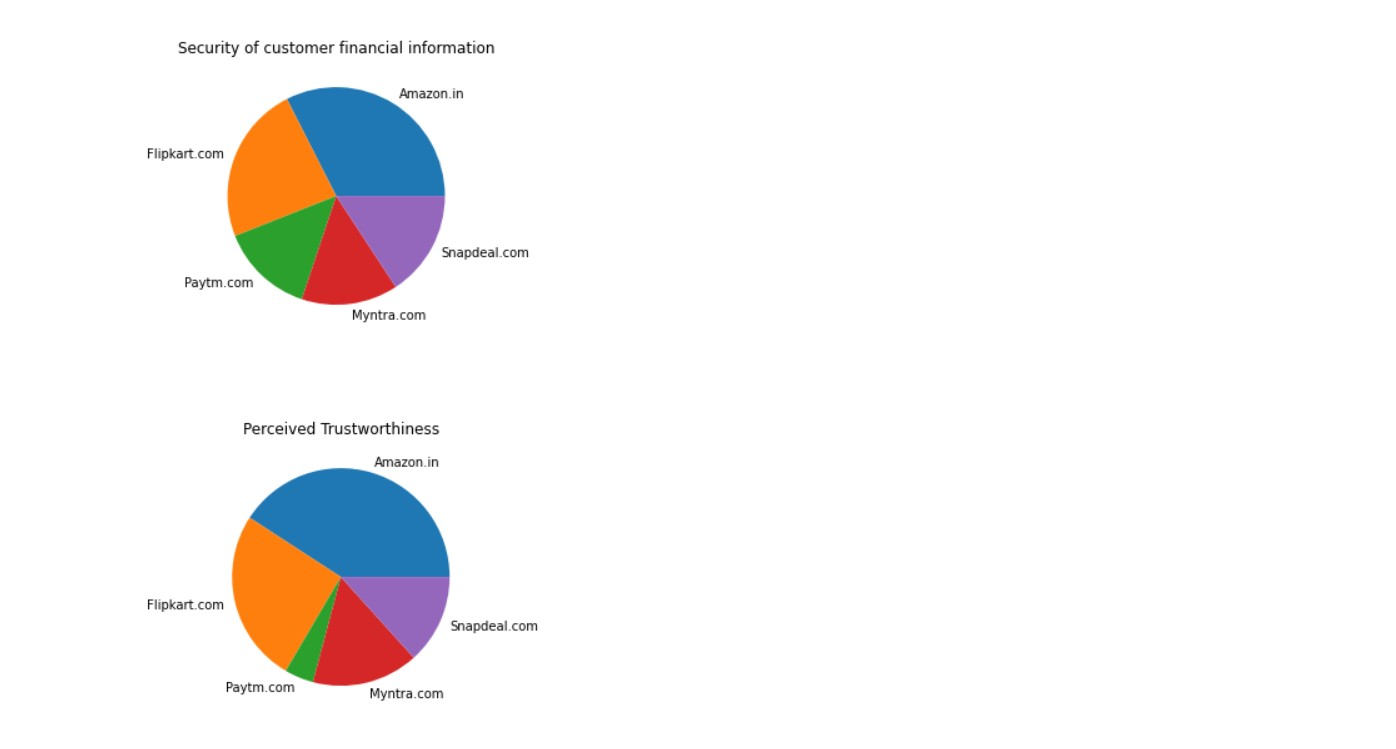 Security of customer financial information
Amazon.in
Flipkart.com
Snapdeal.com
Paytm.com
Myntra.com
Perceived Trustworthiness
Amazon.in
Flipkart.com
Snapdeal.com
Paytm.com
Myntra.com